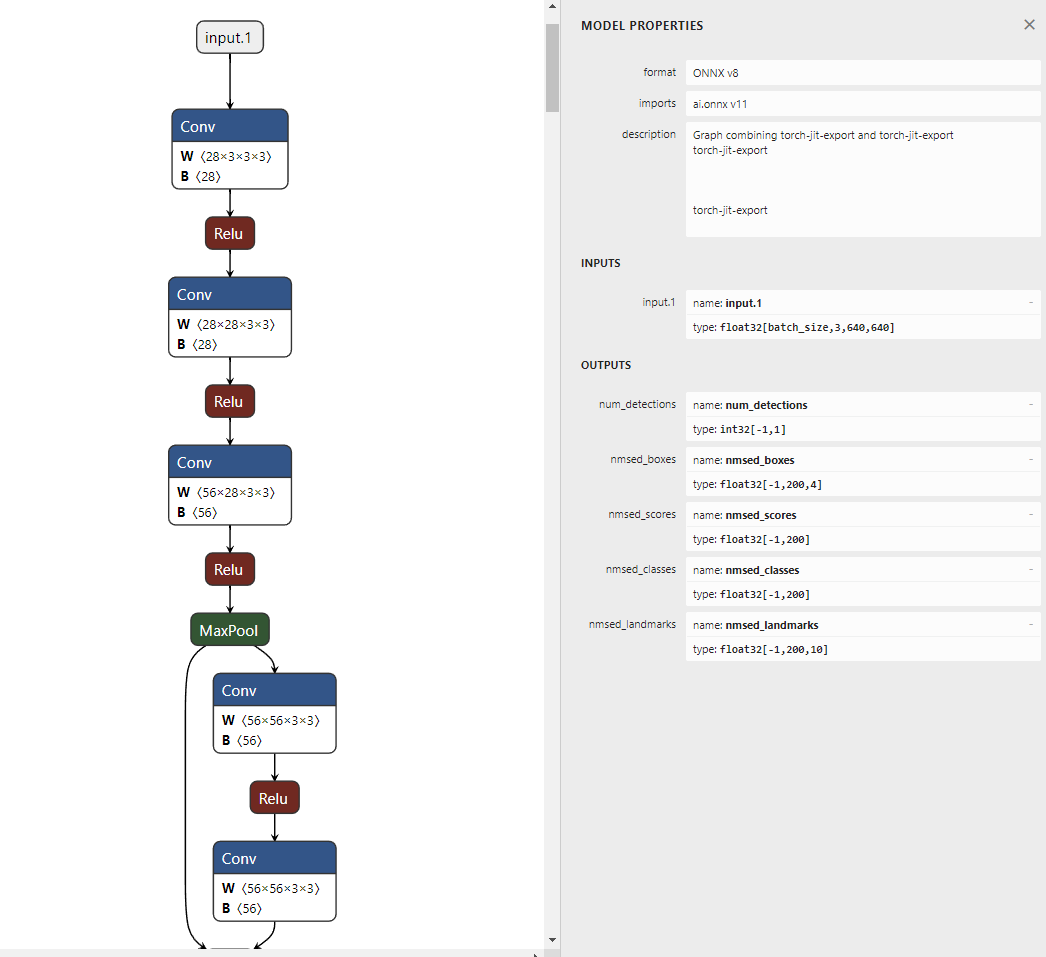 input.1
Conv
W ⟨28×3×3×3⟩
B ⟨28⟩
Relu
Conv
W ⟨28×28×3×3⟩
B ⟨28⟩
Relu
Conv
W ⟨56×28×3×3⟩
B ⟨56⟩
Relu
MaxPool
Conv
W ⟨56×56×3×3⟩
B ⟨56⟩
Relu
Conv
W ⟨56×56×3×3⟩
B ⟨56⟩
MODEL PROPERTIES ×
format ONNX v8
imports ai.onnx v11
description Graph combining torch-jit-export and torch-jit-export
torch-jit-export
torch-jit-export
INPUTS
input.1 name: input.1 -
type: float32[batch_size,3,640,640]
OUTPUTS
num_detections name: num_detections -
type: int32[-1,1]
nmsed_boxes name: nmsed_boxes -
type: float32[-1,200,4]
nmsed_scores name: nmsed_scores -
type: float32[-1,200]
nmsed_classes name: nmsed_classes -
type: float32[-1,200]
nmsed_landmarks name: nmsed_landmarks -
type: float32[-1,200,10]